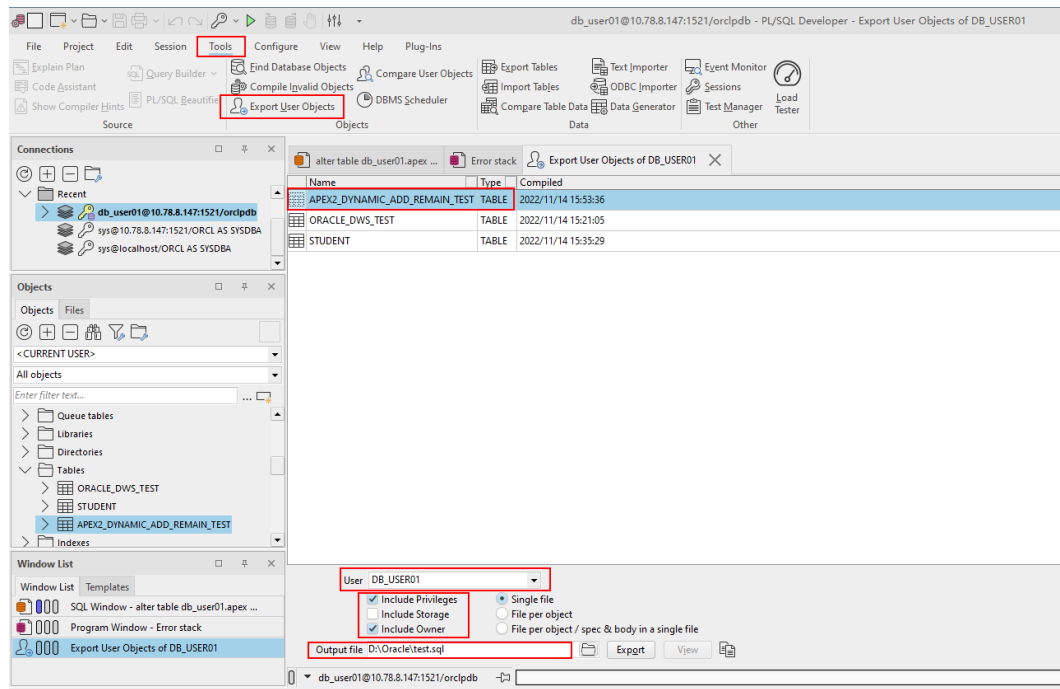 db_user01@10.78.8.147:1521/orclpdb - PL/SQL Developer - Export User Objects of DB_USER01
File Project Edit Session Tools Configure View Help Plug-Ins
Explain Plan
Code Assistant
Show Compiler Hints
Query Builder
PL/SQL Beautifie
Source
Find Database Objects
Compile Invalid Objects
Export User Objects
Compare User Objects
DBMS Scheduler
Objects
Export Tables
Import Tables
Compare Table Data
Text Importer
ODBC Importer
Data Generator
Data
Event Monitor
Sessions
Test Manager
Load
Tester
Other
Connections
Recent
db_user01@10.78.8.147:1521/orclpdb
sys@10.78.8.147:1521/ORCL AS SYSDBA
sys@localhost/ORCL AS SYSDBA
Objects
Objects Files
<CURRENT USER>
All objects
Enter filter text...
...
Queue tables
Libraries
Directories
Tables
ORACLE_DWS_TEST
STUDENT
APEX2_DYNAMIC_ADD_REMAIN_TEST
Indexes
Window List
Window List Templates
SQL Window - alter table db_user01.apex ...
Program Window - Error stack
Export User Objects of DB_USER01
alter table db_user01.apex ... Error stack Export User Objects of DB_USER01
Name Type Compiled
APEX2_DYNAMIC_ADD_REMAIN_TEST TABLE 2022/11/14 15:53:36
ORACLE_DWS_TEST TABLE 2022/11/14 15:21:05
STUDENT TABLE 2022/11/14 15:35:29
User DB_USER01
Include Privileges Single file
Include Storage File per object
Include Owner File per object / spec & body in a single file
Output file D:\Oracle\test.sql Export View
db_user01@10.78.8.147:1521/orclpdb